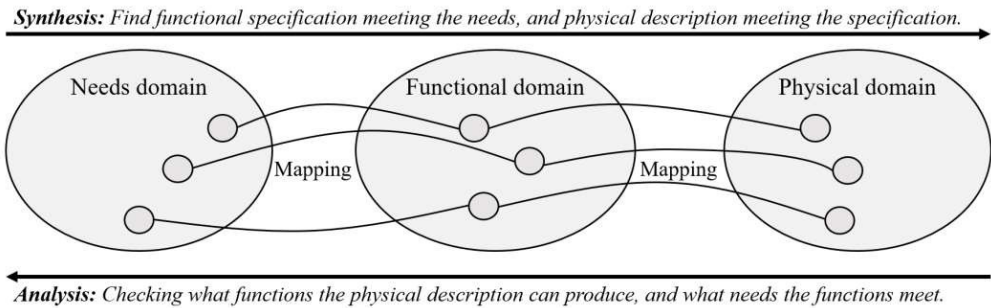 Synthesis: Find functional specification meeting the needs, and physical description meeting the specification.
Needs domain
Functional domain
Physical domain
Mapping
Mapping
Analysis: Checking what functions the physical description can produce, and what needs the functions meet.